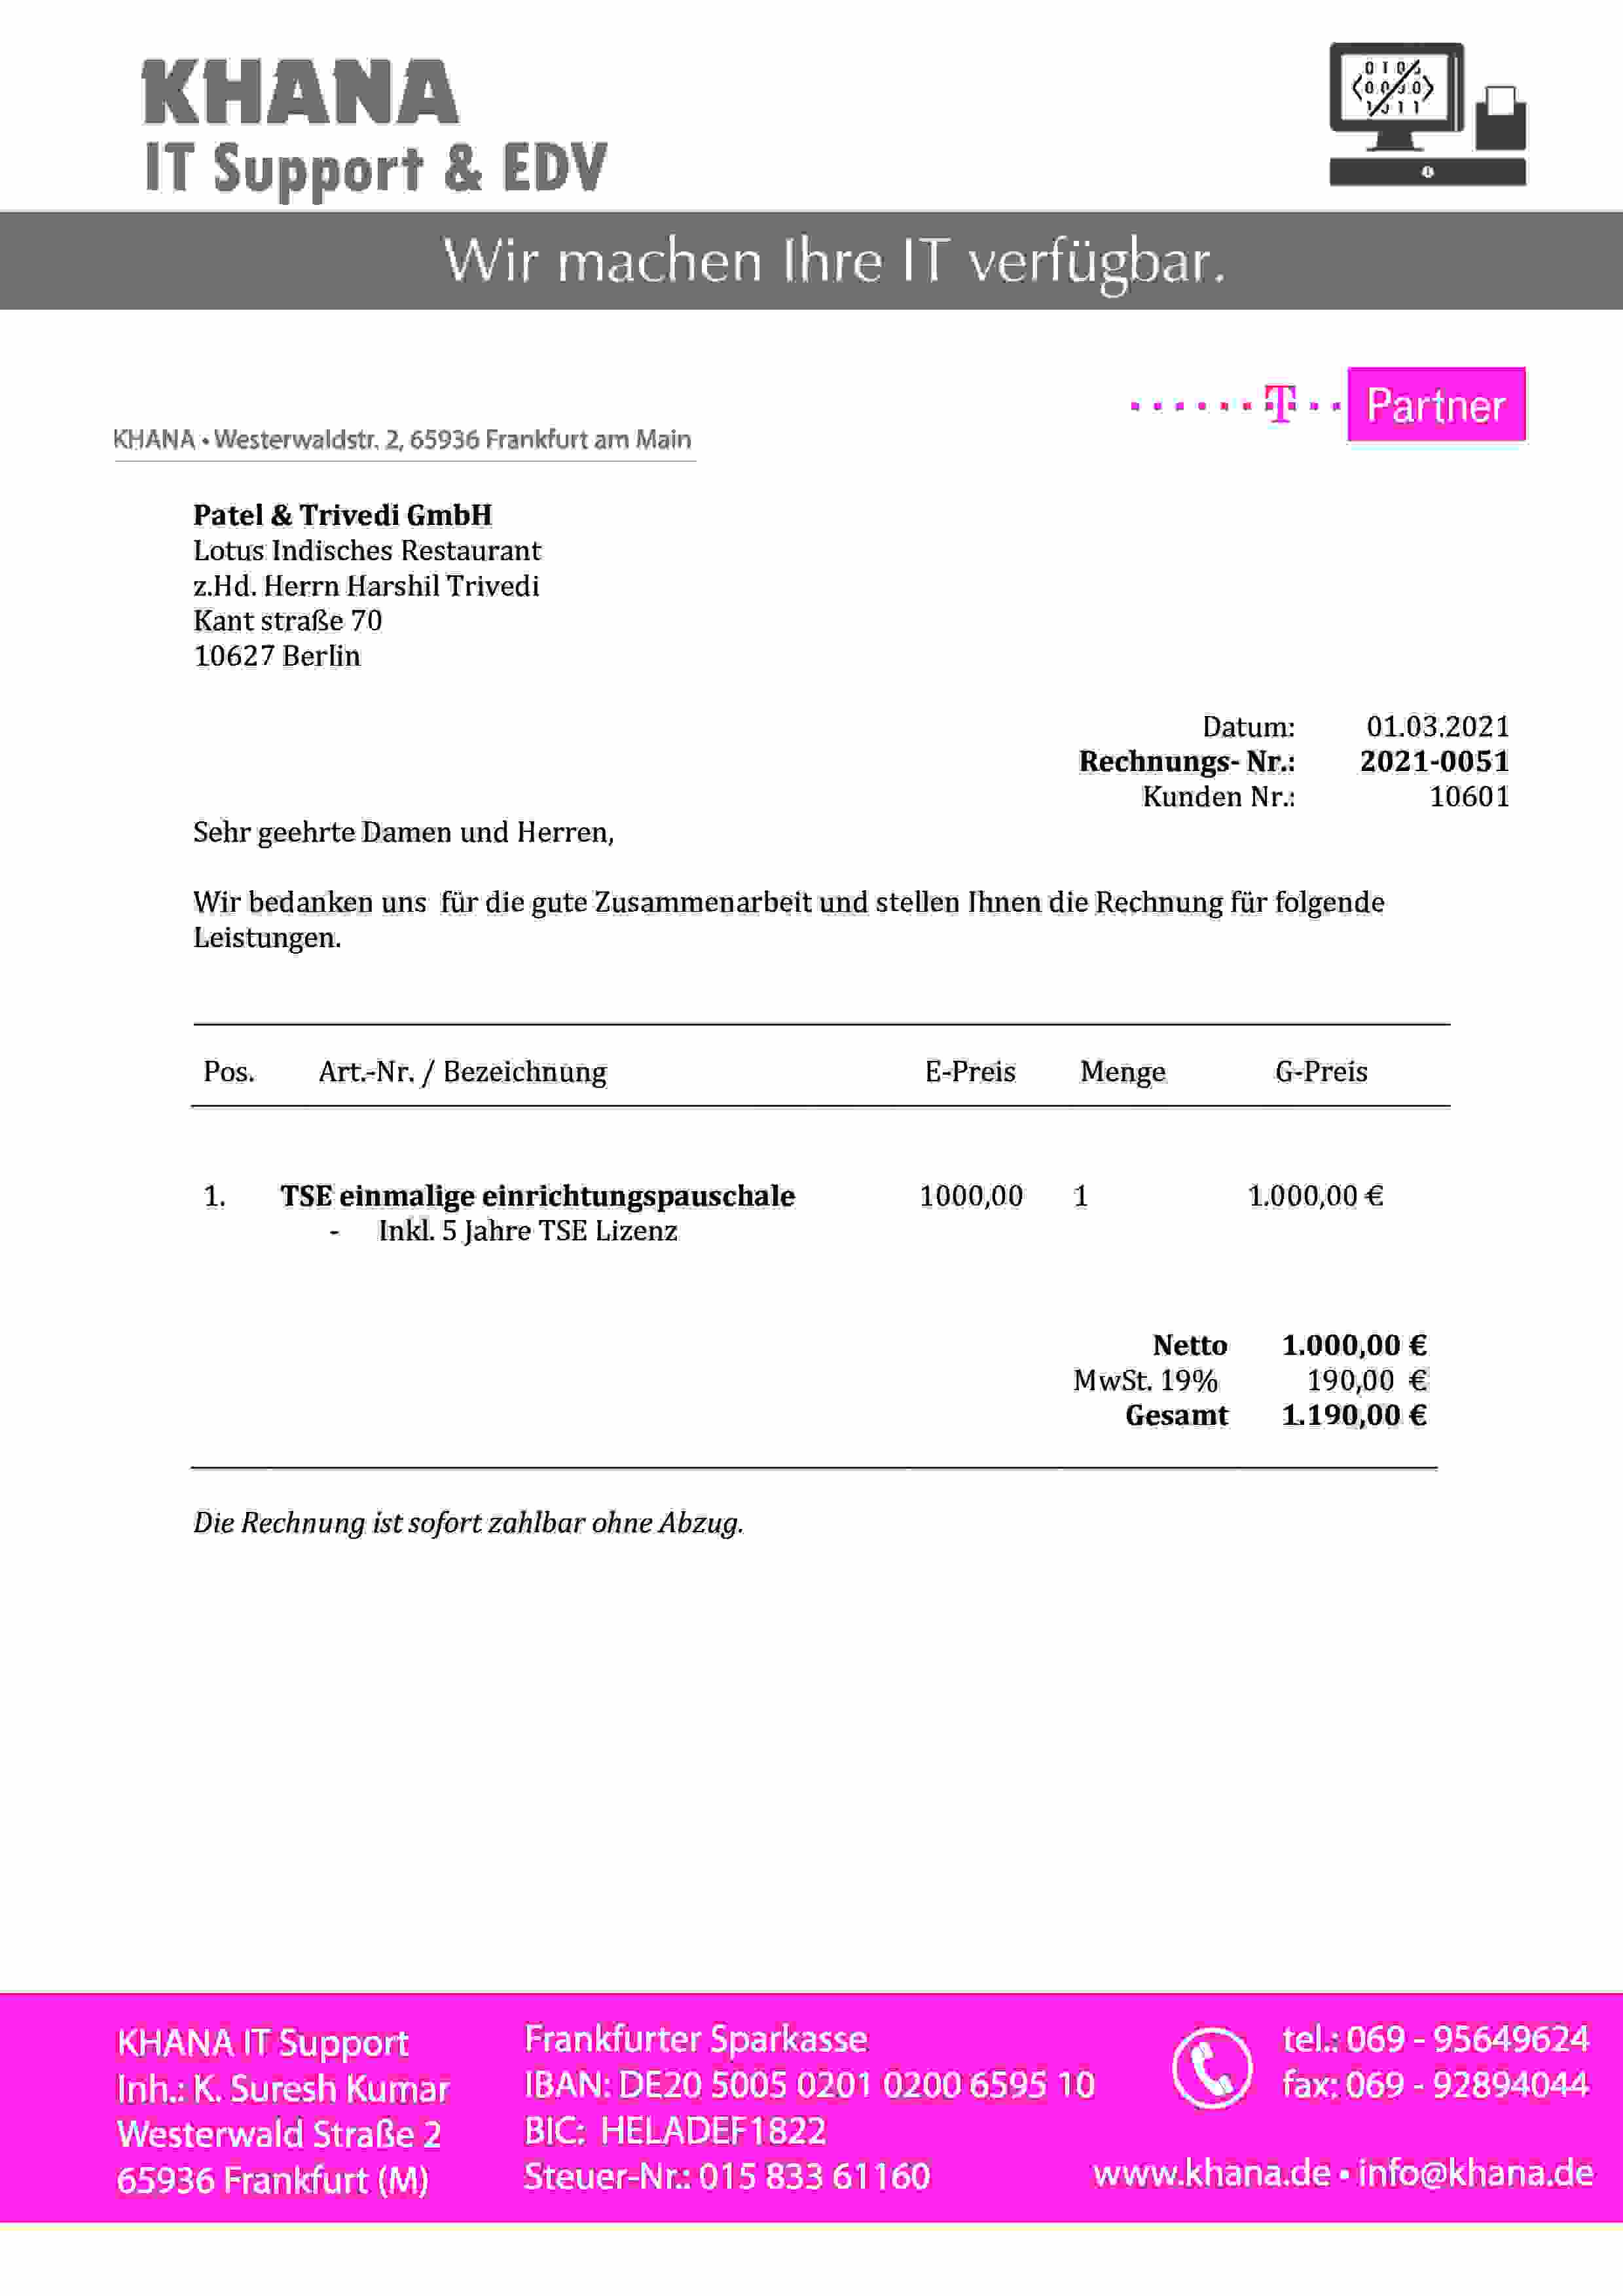 KHANA
IT Support & EDV
Wir machen Ihre IT verfügbar.
T Partner
KHANA • Westerwaldstr. 2, 65936 Frankfurt am Main
Patel & Trivedi GmbH
Lotus Indisches Restaurant
z.Hd. Herrn Harshil Trivedi
Kant straße 70
10627 Berlin
Datum: 01.03.2021
Rechnungs- Nr.: 2021-0051
Kunden Nr.: 10601
Sehr geehrte Damen und Herren,
Wir bedanken uns für die gute Zusammenarbeit und stellen Ihnen die Rechnung für folgende
Leistungen.
Pos. Art.-Nr. / Bezeichnung E-Preis Menge G-Preis
1. TSE einmalige einrichtungspauschale 1000,00 1 1.000,00 €
- Inkl. 5 Jahre TSE Lizenz
Netto 1.000,00 €
MwSt. 19% 190,00 €
Gesamt 1.190,00 €
Die Rechnung ist sofort zahlbar ohne Abzug.
KHANA IT Support
Inh.: K. Suresh Kumar
Westerwald Straße 2
65936 Frankfurt (M)
Frankfurter Sparkasse
IBAN: DE20 5005 0201 0200 6595 10
BIC: HELADEF1822
Steuer-Nr.: 015 833 61160
tel.: 069 - 95649624
fax: 069 - 92894044
www.khana.de • info@khana.de